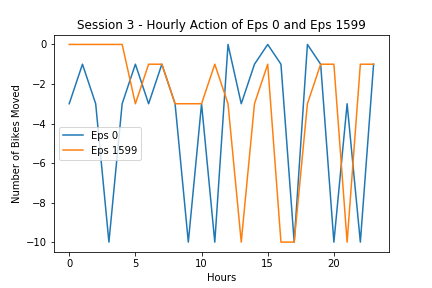 Session 3 - Hourly Action of Eps 0 and Eps 1599
Number of Bikes Moved
0
−2
−4
−6
−8
−10
Eps 0
Eps 1599
0 5 10 15 20
Hours